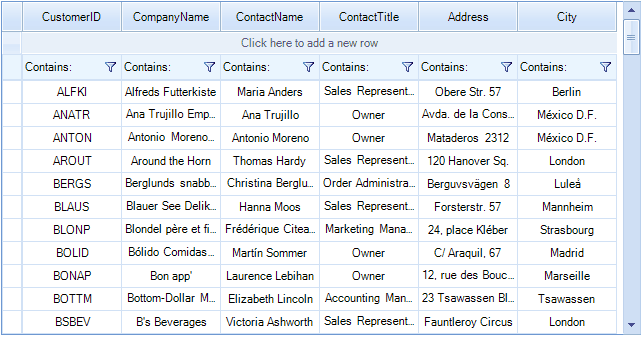 CustomerID CompanyName ContactName ContactTitle Address City
Click here to add a new row
Contains: Contains: Contains: Contains: Contains: Contains:
ALFKI Alfreds Futterkiste Maria Anders Sales Represent... Obere Str. 57 Berlin
ANATR Ana Trujillo Emp... Ana Trujillo Owner Avda. de la Cons... México D.F.
ANTON Antonio Moreno... Antonio Moreno Owner Mataderos 2312 México D.F.
AROUT Around the Horn Thomas Hardy Sales Represent... 120 Hanover Sq. London
BERGS Berglunds snabb... Christina Berglu... Order Administra... Berguvsvägen 8 Luleå
BLAUS Blauer See Delik... Hanna Moos Sales Represent... Forsterstr. 57 Mannheim
BLONP Blondel père et fi... Frédérique Citea... Marketing Mana... 24, place Kléber Strasbourg
BOLID Bólido Comidas... Martín Sommer Owner C/ Araquil, 67 Madrid
BONAP Bon app' Laurence Lebihan Owner 12, rue des Bouc... Marseille
BOTTM Bottom-Dollar M... Elizabeth Lincoln Accounting Man... 23 Tsawassen Bl... Tsawassen
BSBEV B's Beverages Victoria Ashworth Sales Represent... Fauntleroy Circus London